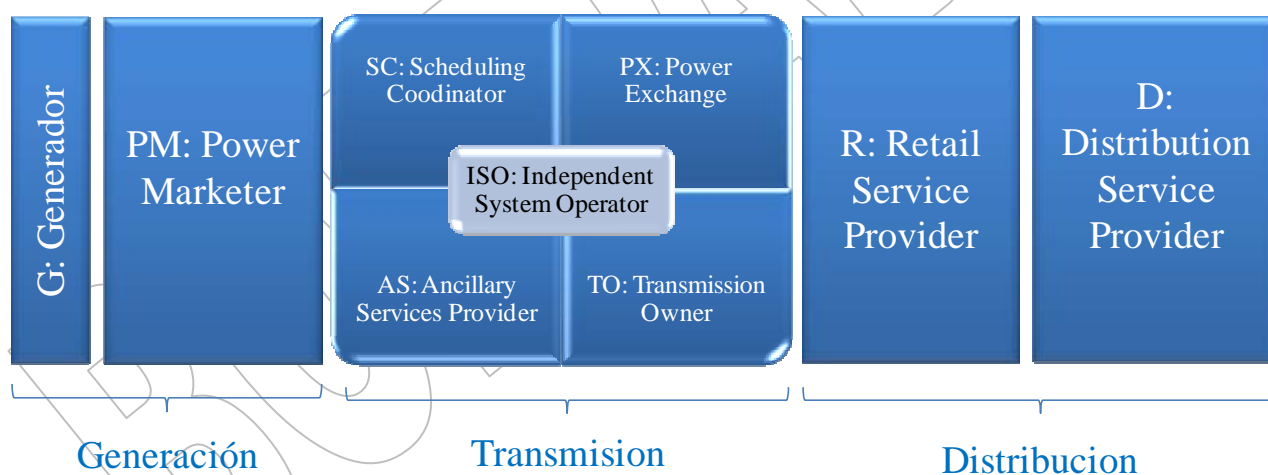 G: Generador
PM: Power
Marketer
SC: Scheduling
Coodinator
PX: Power
Exchange
ISO: Independent
System Operator
AS: Ancillary
Services Provider
TO: Transmission
Owner
R: Retail
Service
Provider
D:
Distribution
Service
Provider
Generación
Transmision
Distribucion